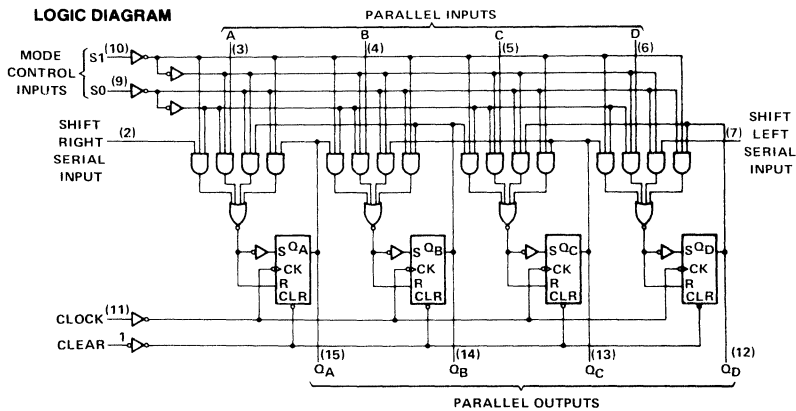 LOGIC DIAGRAM
PARALLEL INPUTS
A B C D
(3) (4) (5) (6)
MODE
CONTROL
INPUTS
S1 (10)
S0 (9)
SHIFT
RIGHT
SERIAL
INPUT
(2)
(7)
SHIFT
LEFT
SERIAL
INPUT
S QA
CK
R
CLR
S QB
CK
R
CLR
S QC
CK
R
CLR
S QD
CK
R
CLR
CLOCK (11)
CLEAR 1
(15) (14) (13) (12)
QA QB QC QD
PARALLEL OUTPUTS